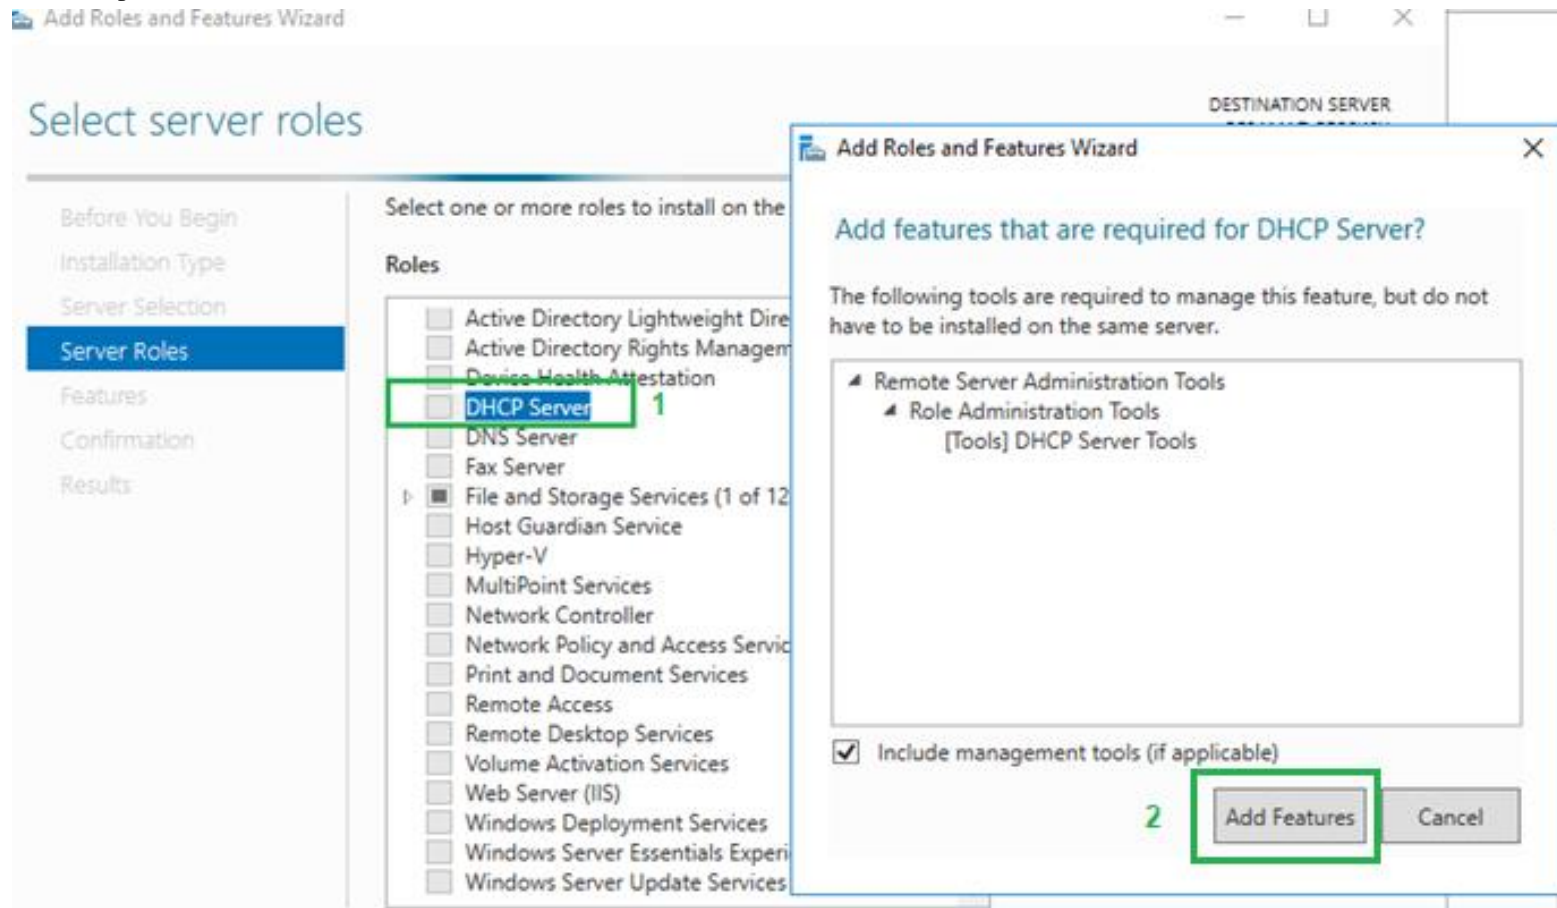 Add Roles and Features Wizard
Select server roles
DESTINATION SERVER
Before You Begin
Installation Type
Server Selection
Server Roles
Features
Confirmation
Results
Select one or more roles to install on the
Roles
Active Directory Lightweight Dire
Active Directory Rights Managem
Device Health Attestation
DHCP Server
1
DNS Server
Fax Server
File and Storage Services (1 of 12
Host Guardian Service
Hyper-V
MultiPoint Services
Network Controller
Network Policy and Access Servic
Print and Document Services
Remote Access
Remote Desktop Services
Volume Activation Services
Web Server (IIS)
Windows Deployment Services
Windows Server Essentials Experi
Windows Server Update Services
Add Roles and Features Wizard
Add features that are required for DHCP Server?
The following tools are required to manage this feature, but do not
have to be installed on the same server.
Remote Server Administration Tools
Role Administration Tools
[Tools] DHCP Server Tools
Include management tools (if applicable)
2
Add Features
Cancel